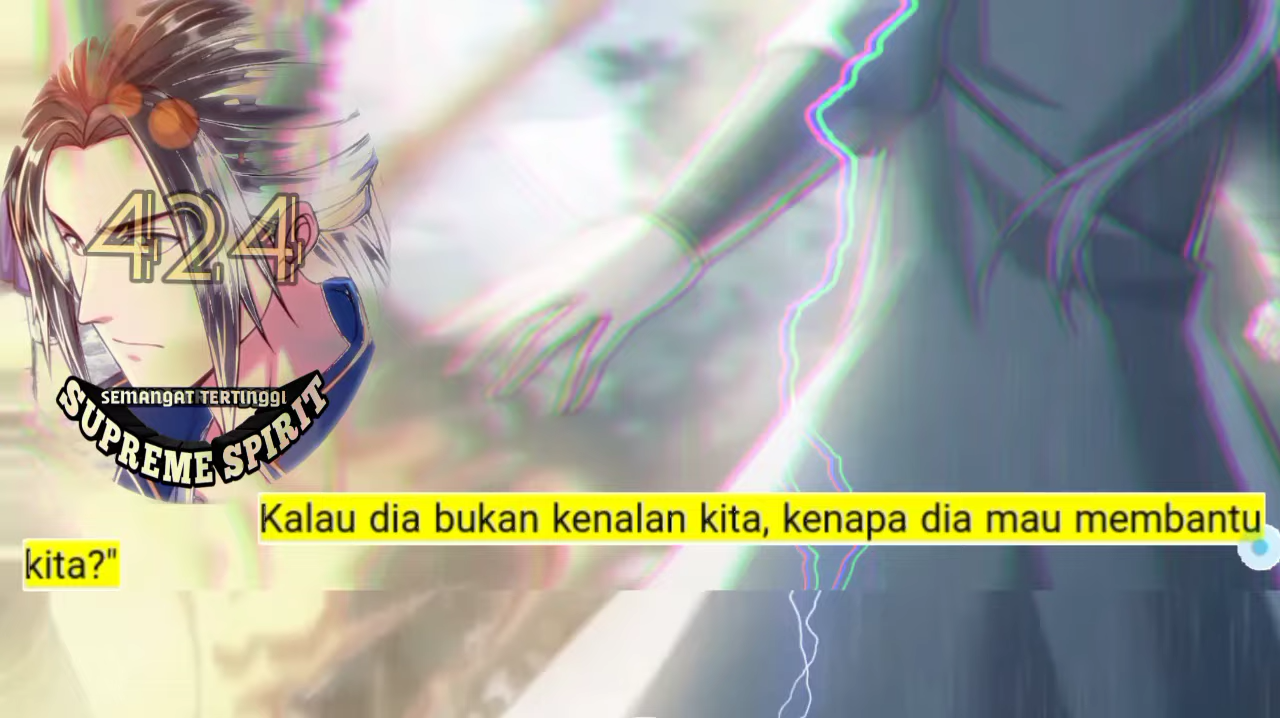 424
SEMANGAT TERTINGGI
SUPREME SPIRIT
Kalau dia bukan kenalan kita, kenapa dia mau membantu
kita?"